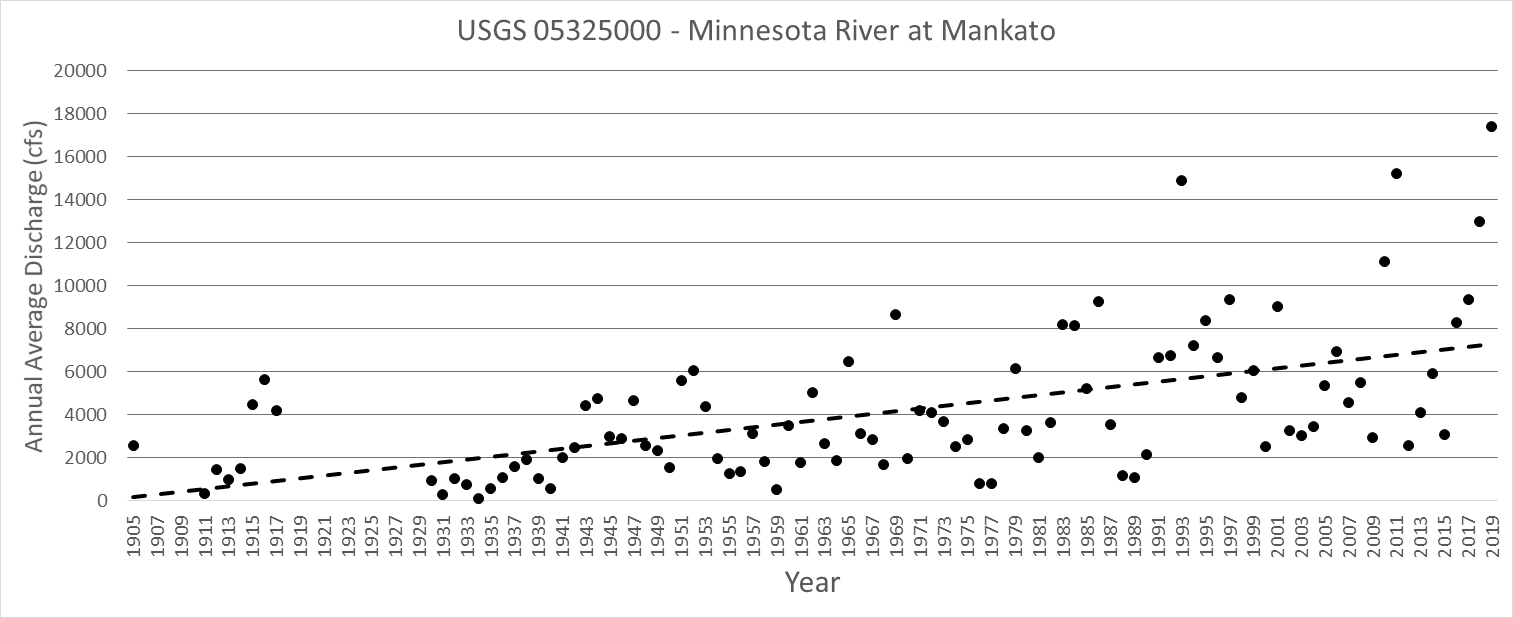 USGS 05325000 - Minnesota River at Mankato
Annual Average Discharge (cfs)
20000
18000
16000
14000
12000
10000
8000
6000
4000
2000
0
1905 1907 1909 1911 1913 1915 1917 1919 1921 1923 1925 1927 1929 1931 1933 1935 1937 1939 1941 1943 1945 1947 1949 1951 1953 1955 1957 1959 1961 1963 1965 1967 1969 1971 1973 1975 1977 1979 1981 1983 1985 1987 1989 1991 1993 1995 1997 1999 2001 2003 2005 2007 2009 2011 2013 2015 2017 2019
Year